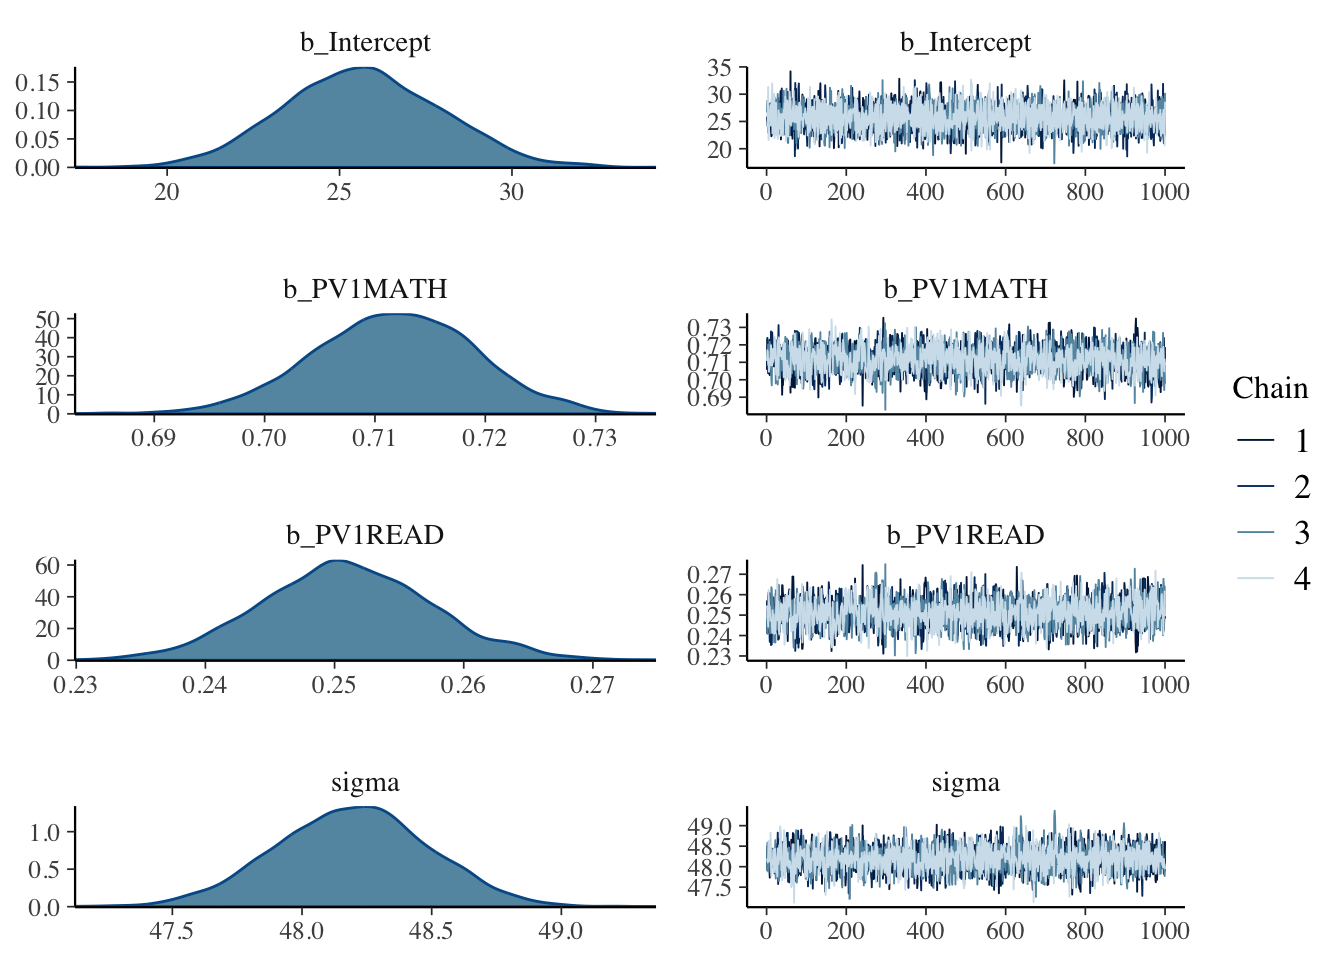 b_Intercept
0.15
0.10
0.05
0.00
20 25 30
b_Intercept
35
30
25
20
0 200 400 600 800 1000
b_PV1MATH
50
40
30
20
10
0
0.69 0.70 0.71 0.72 0.73
b_PV1MATH
0.73
0.72
0.71
0.70
0.69
0 200 400 600 800 1000
b_PV1READ
60
40
20
0
0.23 0.24 0.25 0.26 0.27
b_PV1READ
0.27
0.26
0.25
0.24
0.23
0 200 400 600 800 1000
sigma
1.0
0.5
0.0
47.5 48.0 48.5 49.0
sigma
49.0
48.5
48.0
47.5
0 200 400 600 800 1000
Chain
1
2
3
4